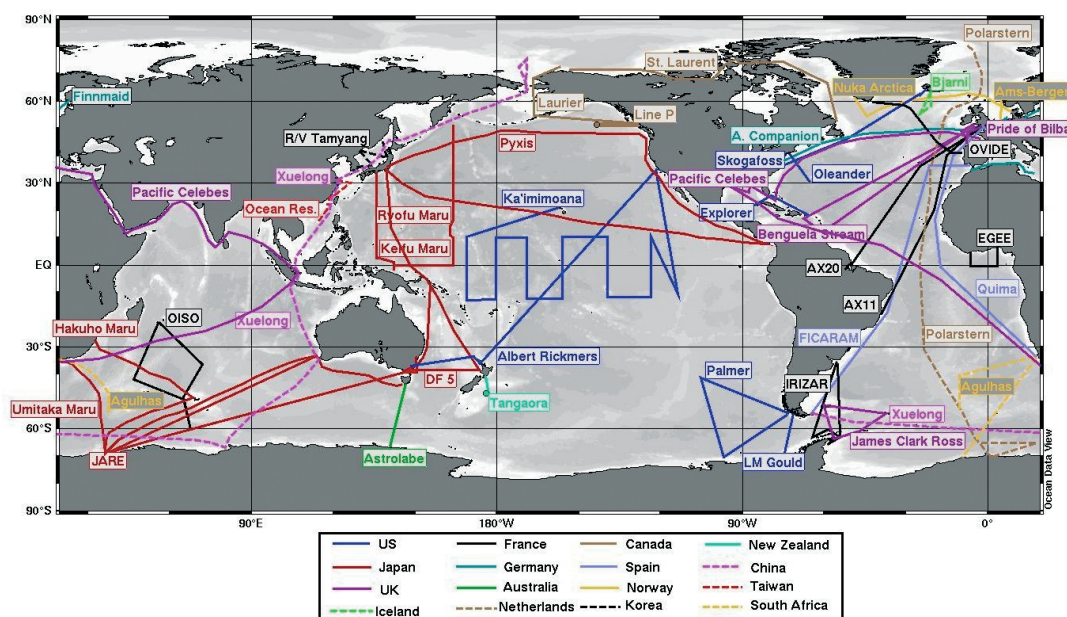 90°N
Polarstern
St. Laurent
Nuka Arctica
Bjarni
Ams-Bergen
60°N
Finnmaid
Laurier
Line P
R/V Tamyang
Pyxis
A. Companion
Pride of Bilba
OVIDE
Skogafoss
Oleander
Xuelong
Pacific Celebes
30°N
Pacific Celebes
Ka'imimoana
Ocean Res.
Ryofu Maru
Explorer
Benguela Stream
Keifu Maru
EGEE
EQ
AX20
Quima
AX11
OISO
Hakuho Maru
Xuelong
FICARAM
Polarstern
30°S
Albert Rickmers
DF 5
Palmer
IRIZAR
Agulhas
Agulhas
Tangaora
Umitaka Maru
Xuelong
60°S
James Clark Ross
JARE
Astrolabe
LM Gould
Ocean Data View
90°S
90°E
180°W
90°W
0°
US
France
Canada
New Zealand
Japan
Germany
Spain
China
UK
Australia
Norway
Taiwan
Iceland
Netherlands
Korea
South Africa